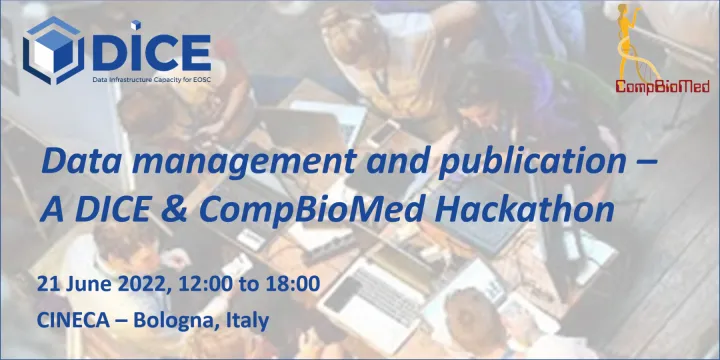 DICE
Data Infrastructure Capacity for EOSC
CompBioMed
Data management and publication –
A DICE & CompBioMed Hackathon
21 June 2022, 12:00 to 18:00
CINECA – Bologna, Italy